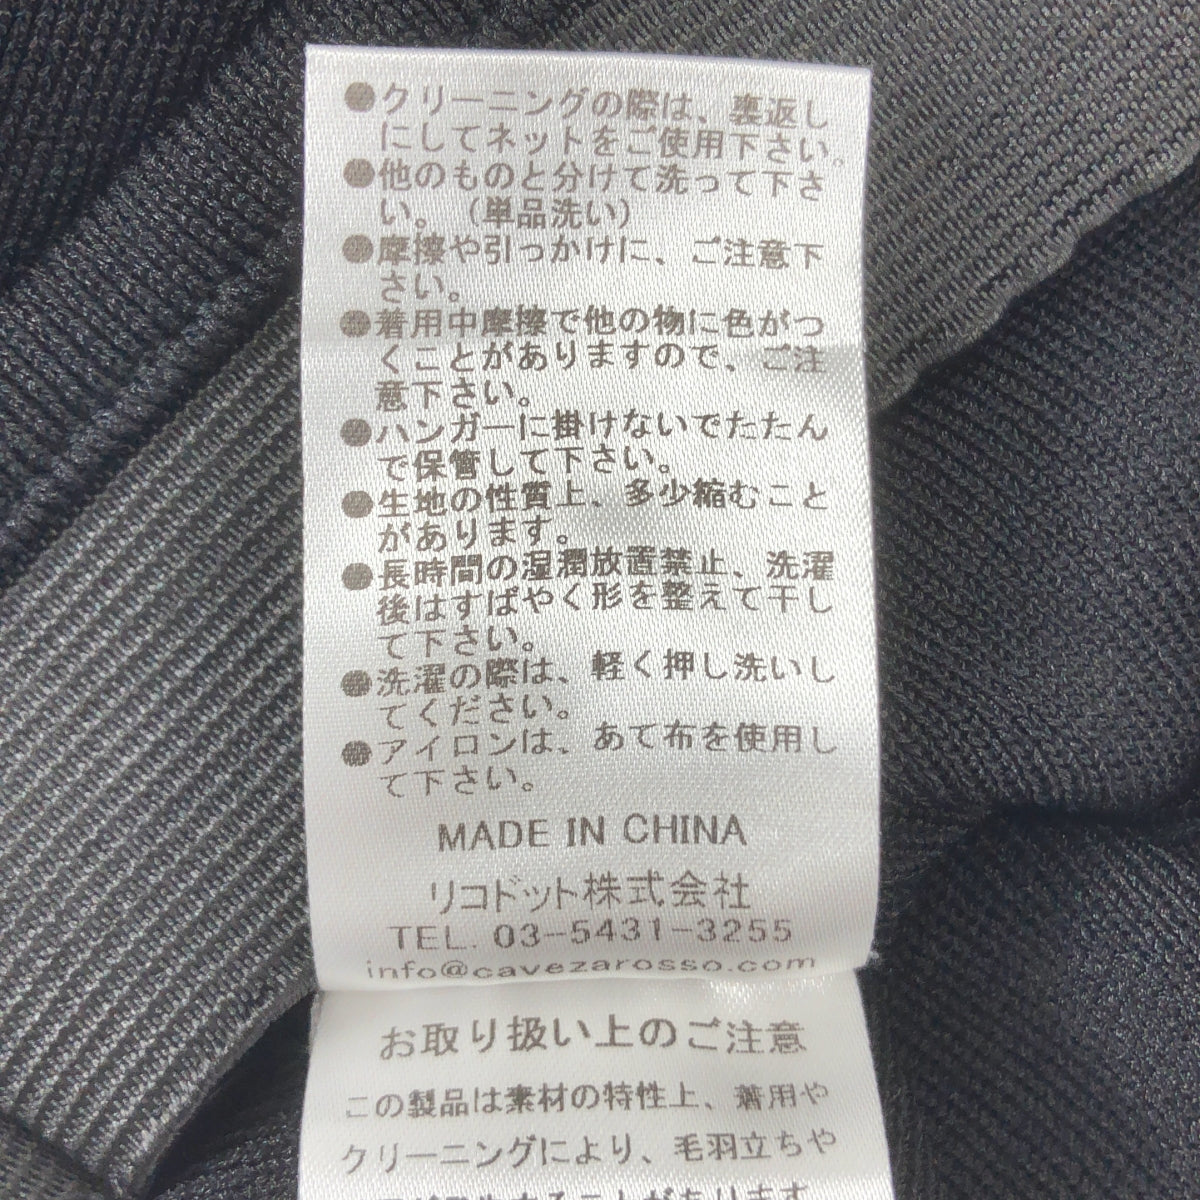 ●クリーニングの際は、裏返し
にしてネットをご使用下さい。
●他のものと分けて洗って下さ
い。（単品洗い）
●摩擦や引っかけに、ご注意下
さい。
●着用中摩擦で他の物に色がつ
くことがありますので、ご注
意下さい。
●ハンガーに掛けないでたたん
で保管して下さい。
●生地の性質上、多少縮むこと
があります。
●長時間の湿潤放置禁止、洗濯
後はすばやく形を整えて干し
て下さい。
●洗濯の際は、軽く押し洗いし
てください。
●アイロンは、あて布を使用し
て下さい。
MADE IN CHINA
リコドット株式会社
TEL. 03-5431-3255
info@cavezarosso.com
お取り扱い上のご注意
この製品は素材の特性上、着用や
クリーニングにより、毛羽立ちや
することがあります